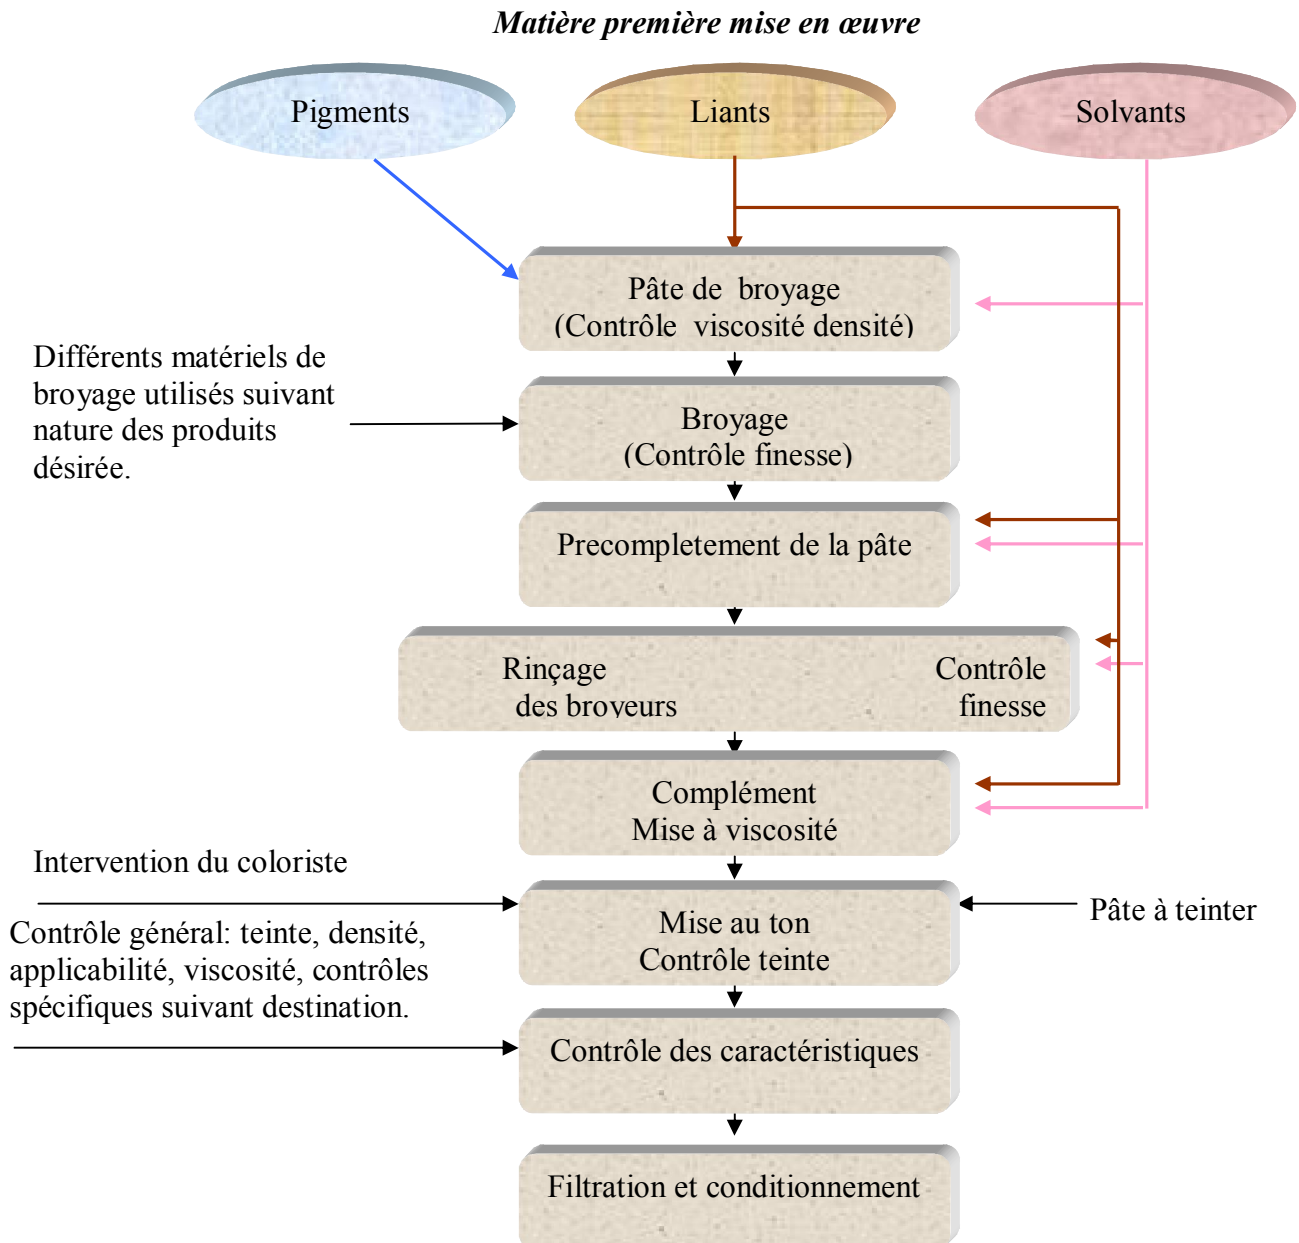 Matière première mise en œuvre
Pigments
Liants
Solvants
Pâte de broyage
(Contrôle viscosité densité)
Différents matériels de
broyage utilisés suivant
nature des produits
désirée.
Broyage
(Contrôle finesse)
Precompletement de la pâte
Rinçage
des broyeurs
Contrôle
finesse
Complément
Mise à viscosité
Intervention du coloriste
Mise au ton
Contrôle teinte
Pâte à teinter
Contrôle général: teinte, densité,
applicabilité, viscosité, contrôles
spécifiques suivant destination.
Contrôle des caractéristiques
Filtration et conditionnement